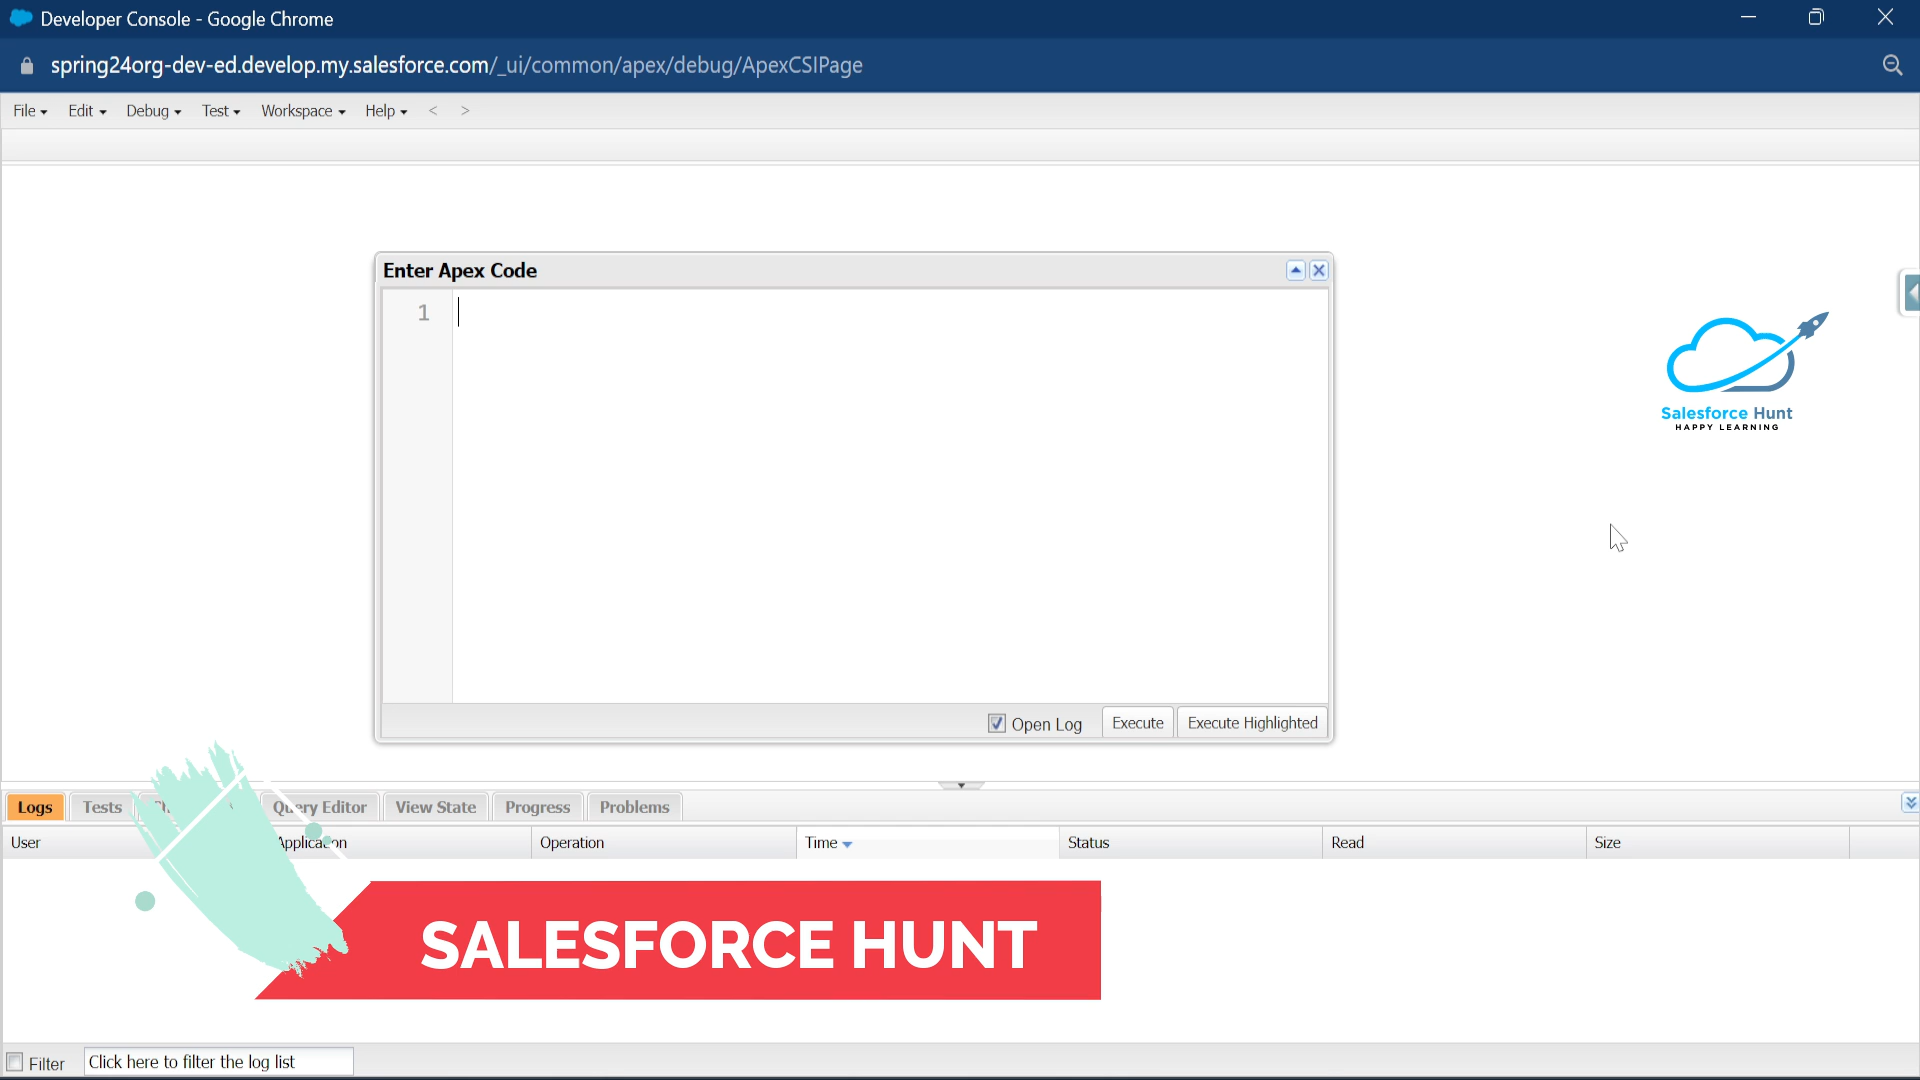 Developer Console - Google Chrome
spring24org-dev-ed.develop.my.salesforce.com/_ui/common/apex/debug/ApexCSIPage
File Edit Debug Test Workspace Help < >
Enter Apex Code
1
Salesforce Hunt
HAPPY LEARNING
Open Log Execute Execute Highlighted
Logs Tests Query Editor View State Progress Problems
User Application Operation Time Status Read Size
SALESFORCE HUNT
Filter Click here to filter the log list